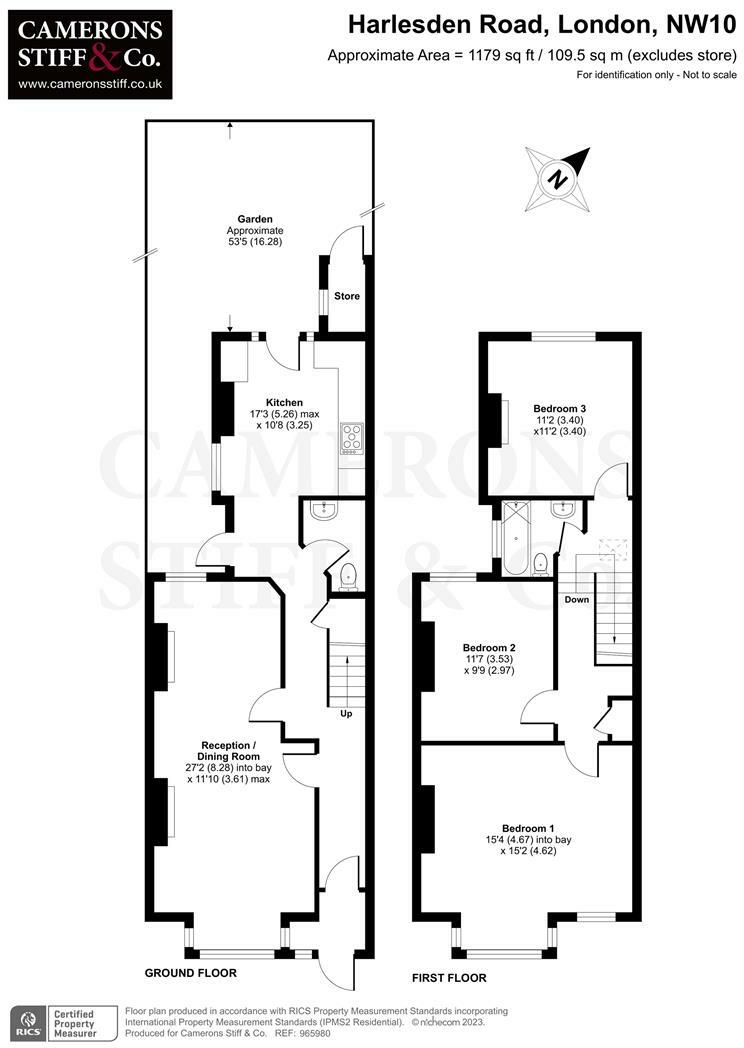 CAMERONS
STIFF & Co.
www.cameronsstiff.co.uk
Harlesden Road, London, NW10
Approximate Area = 1179 sq ft / 109.5 sq m (excludes store)
For identification only - Not to scale
N
Garden
Approximate
53'5 (16.28)
Store
Kitchen
17'3 (5.26) max
x 10'8 (3.25)
Bedroom 3
11'2 (3.40)
x11'2 (3.40)
CAMERONS
STIFF & Co.
Down
Bedroom 2
11'7 (3.53)
x 9'9 (2.97)
Up
Reception /
Dining Room
27'2 (8.28) into bay
x 11'10 (3.61) max
Bedroom 1
15'4 (4.67) into bay
x 15'2 (4.62)
GROUND FLOOR
FIRST FLOOR
RICS
Certified
Property
Measurer
Floor plan produced in accordance with RICS Property Measurement Standards incorporating
International Property Measurement Standards (IPMS2 Residential). © nichecom 2023.
Produced for Camerons Stiff & Co. REF: 965980